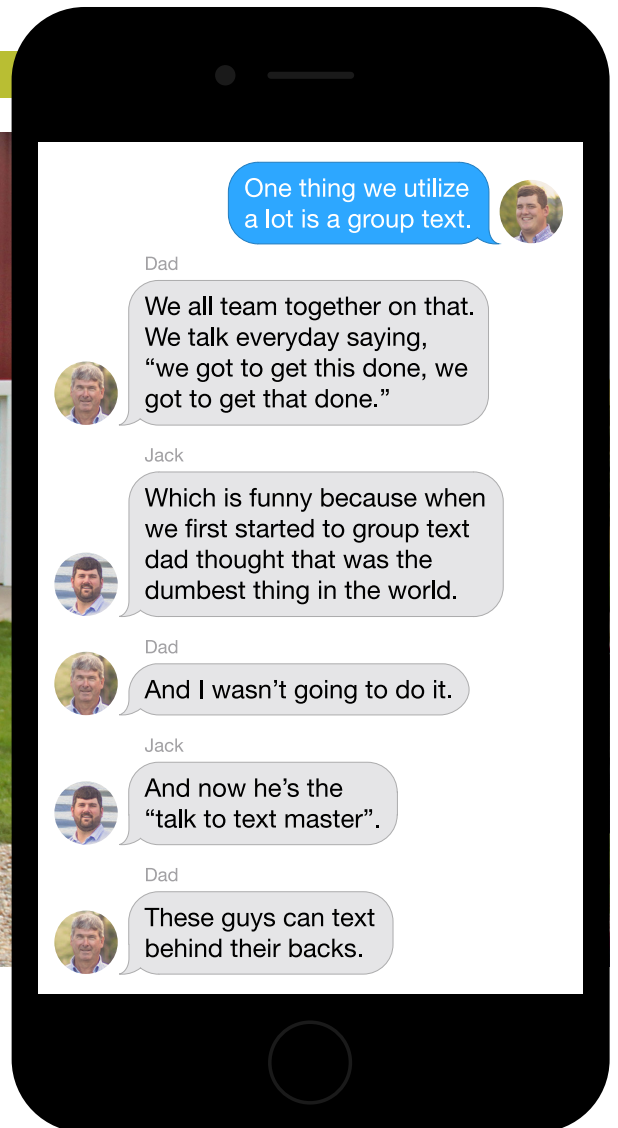 One thing we utilize
a lot is a group text.
Dad
We all team together on that.
We talk everyday saying,
“we got to get this done, we
got to get that done.”
Jack
Which is funny because when
we first started to group text
dad thought that was the
dumbest thing in the world.
Dad
And I wasn’t going to do it.
Jack
And now he’s the
“talk to text master”.
Dad
These guys can text
behind their backs.